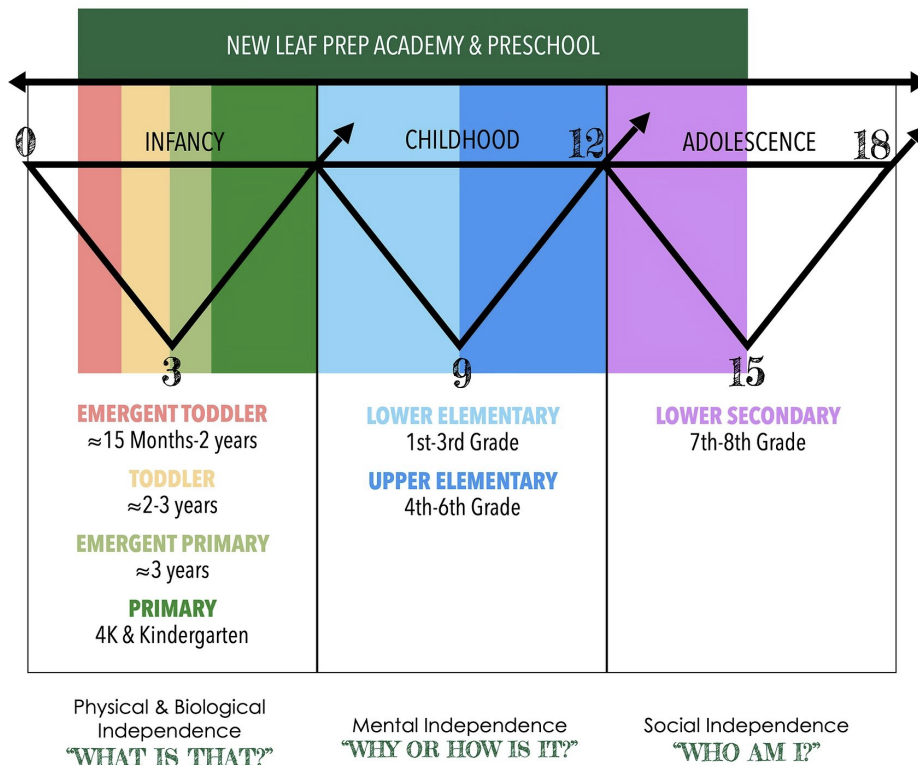 NEW LEAF PREP ACADEMY & PRESCHOOL
0
INFANCY
CHILDHOOD
12
ADOLESCENCE
18
3
9
15
EMERGENT TODDLER
≈15 Months-2 years
TODDLER
≈2-3 years
EMERGENT PRIMARY
≈3 years
PRIMARY
4K & Kindergarten
LOWER ELEMENTARY
1st-3rd Grade
UPPER ELEMENTARY
4th-6th Grade
LOWER SECONDARY
7th-8th Grade
Physical & Biological
Independence
"WHAT IS THAT?"
Mental Independence
"WHY OR HOW IS IT?"
Social Independence
"WHO AM I?"